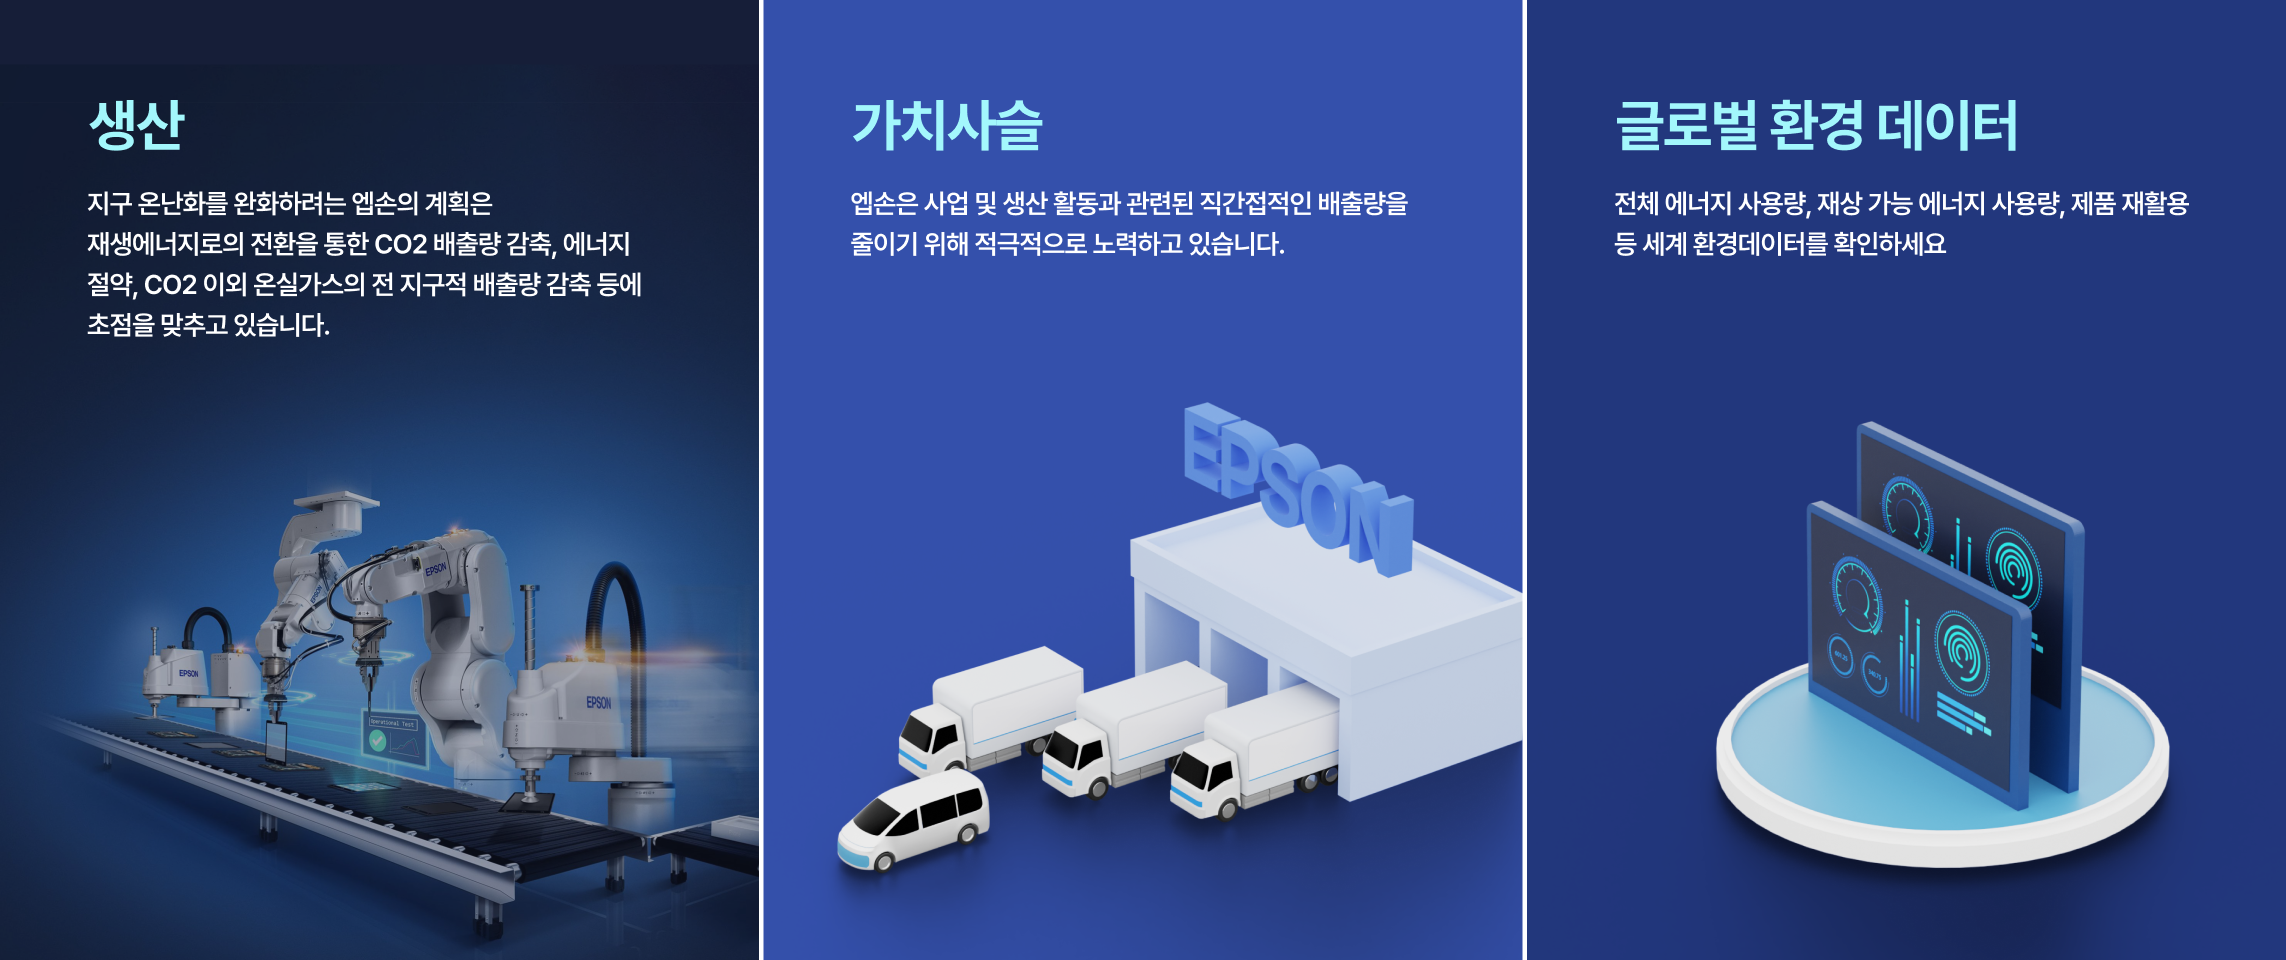 생산
지구 온난화를 완화하려는 엡손의 계획은
재생에너지로의 전환을 통한 CO2 배출량 감축, 에너지
절약, CO2 이외 온실가스의 전 지구적 배출량 감축 등에
초점을 맞추고 있습니다.
EPSON
EPSON
EPSON
EPSON
Operational Test
가치사슬
엡손은 사업 및 생산 활동과 관련된 직간접적인 배출량을
줄이기 위해 적극적으로 노력하고 있습니다.
EPSON
글로벌 환경 데이터
전체 에너지 사용량, 재상 가능 에너지 사용량, 제품 재활용
등 세계 환경데이터를 확인하세요